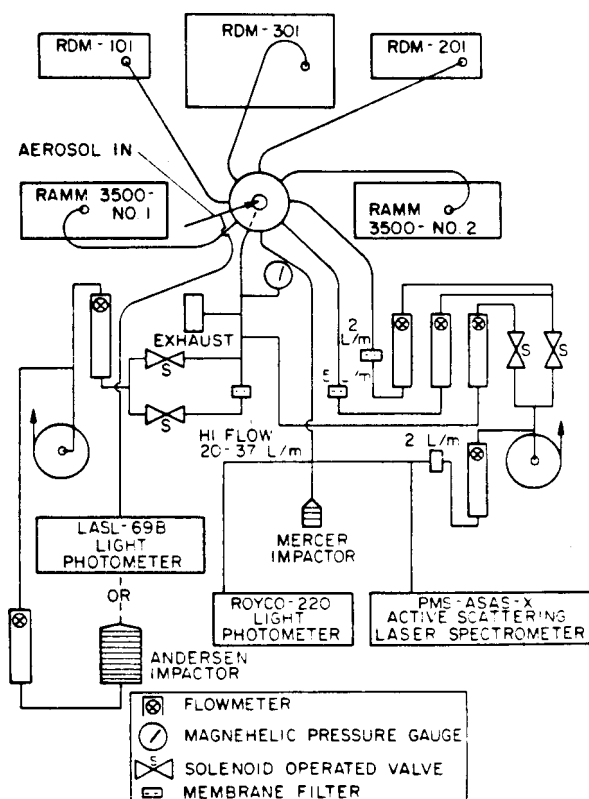 RDM-101
RDM-301
RDM-201
AEROSOL IN
RAMM 3500-
NO. 1
RAMM
3500-NO. 2
EXHAUST
S
S
HI FLOW
20-37 L/m
2
L/m
5 L/m
S
S
2 L/m
LASL-69B
LIGHT
PHOTOMETER
OR
MERCER
IMPACTOR
ROYCO-220
LIGHT
PHOTOMETER
PMS-ASAS-X
ACTIVE SCATTERING
LASER SPECTROMETER
ANDERSEN
IMPACTOR
FLOWMETER
MAGNEHELIC PRESSURE GAUGE
S
SOLENOID OPERATED VALVE
MEMBRANE FILTER